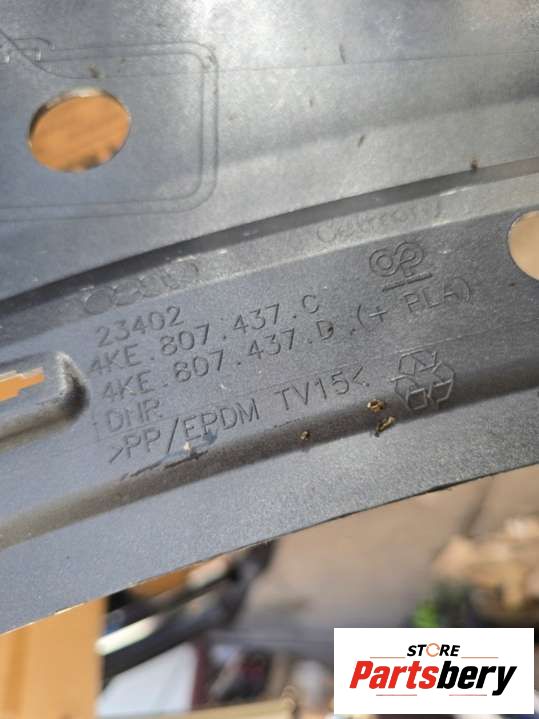 23402
4KE.807.437.C
4KE.807.437.D.(+ PLA)
DNR
>PP/EPDM TV15<
STORE
Partsbery